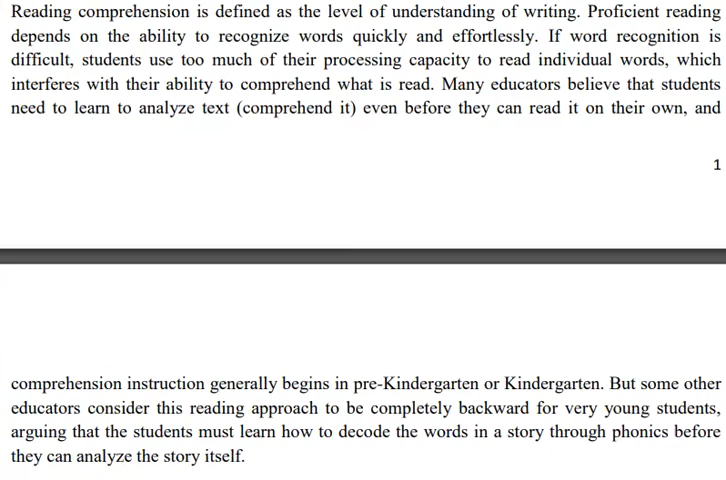 Reading comprehension is defined as the level of understanding of writing. Proficient reading
depends on the ability to recognize words quickly and effortlessly. If word recognition is
difficult, students use too much of their processing capacity to read individual words, which
interferes with their ability to comprehend what is read. Many educators believe that students
need to learn to analyze text (comprehend it) even before they can read it on their own, and
1
comprehension instruction generally begins in pre-Kindergarten or Kindergarten. But some other
educators consider this reading approach to be completely backward for very young students,
arguing that the students must learn how to decode the words in a story through phonics before
they can analyze the story itself.